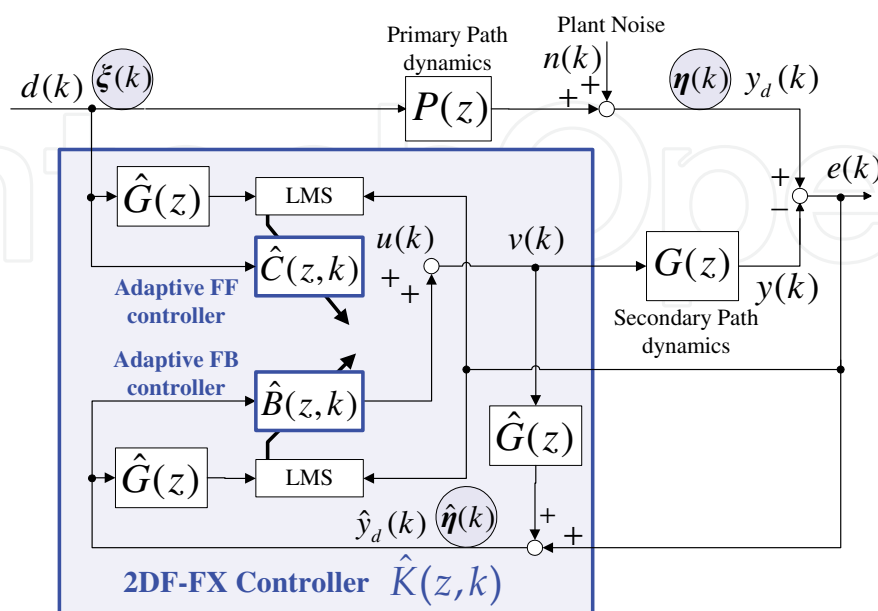 Plant Noise
Primary Path
dynamics
n(k)
d(k)
ξ(k)
P(z)
+
+
η(k)
y_d(k)
e(k)
+
−
Ĝ(z)
LMS
u(k)
v(k)
Ĉ(z,k)
+
+
G(z)
y(k)
Adaptive FF
controller
Secondary Path
dynamics
Adaptive FB
controller
B̂(z,k)
Ĝ(z)
Ĝ(z)
LMS
ŷ_d(k)
η̂(k)
+
+
2DF-FX Controller K̂(z,k)